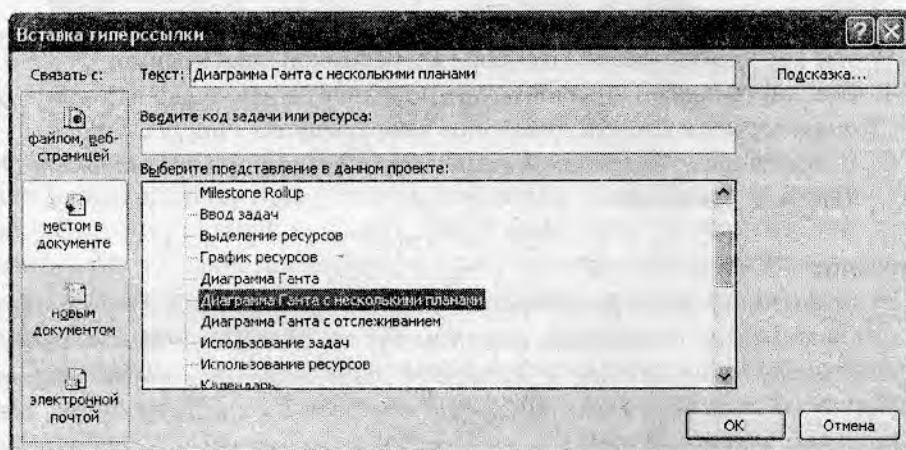 Вставка гиперссылки
Связать с:
Текст: Диаграмма Ганта с несколькими планами
Подсказка...
файлом, веб-
страницей
местом в
документе
новым
документом
электронной
почтой
Введите код задачи или ресурса:
Выберите представление в данном проекте:
Milestone Rollup
Ввод задач
Выделение ресурсов
График ресурсов
Диаграмма Ганта
Диаграмма Ганта с несколькими планами
Диаграмма Ганта с отслеживанием
Использование задач
Использование ресурсов
Календарь
ОК
Отмена